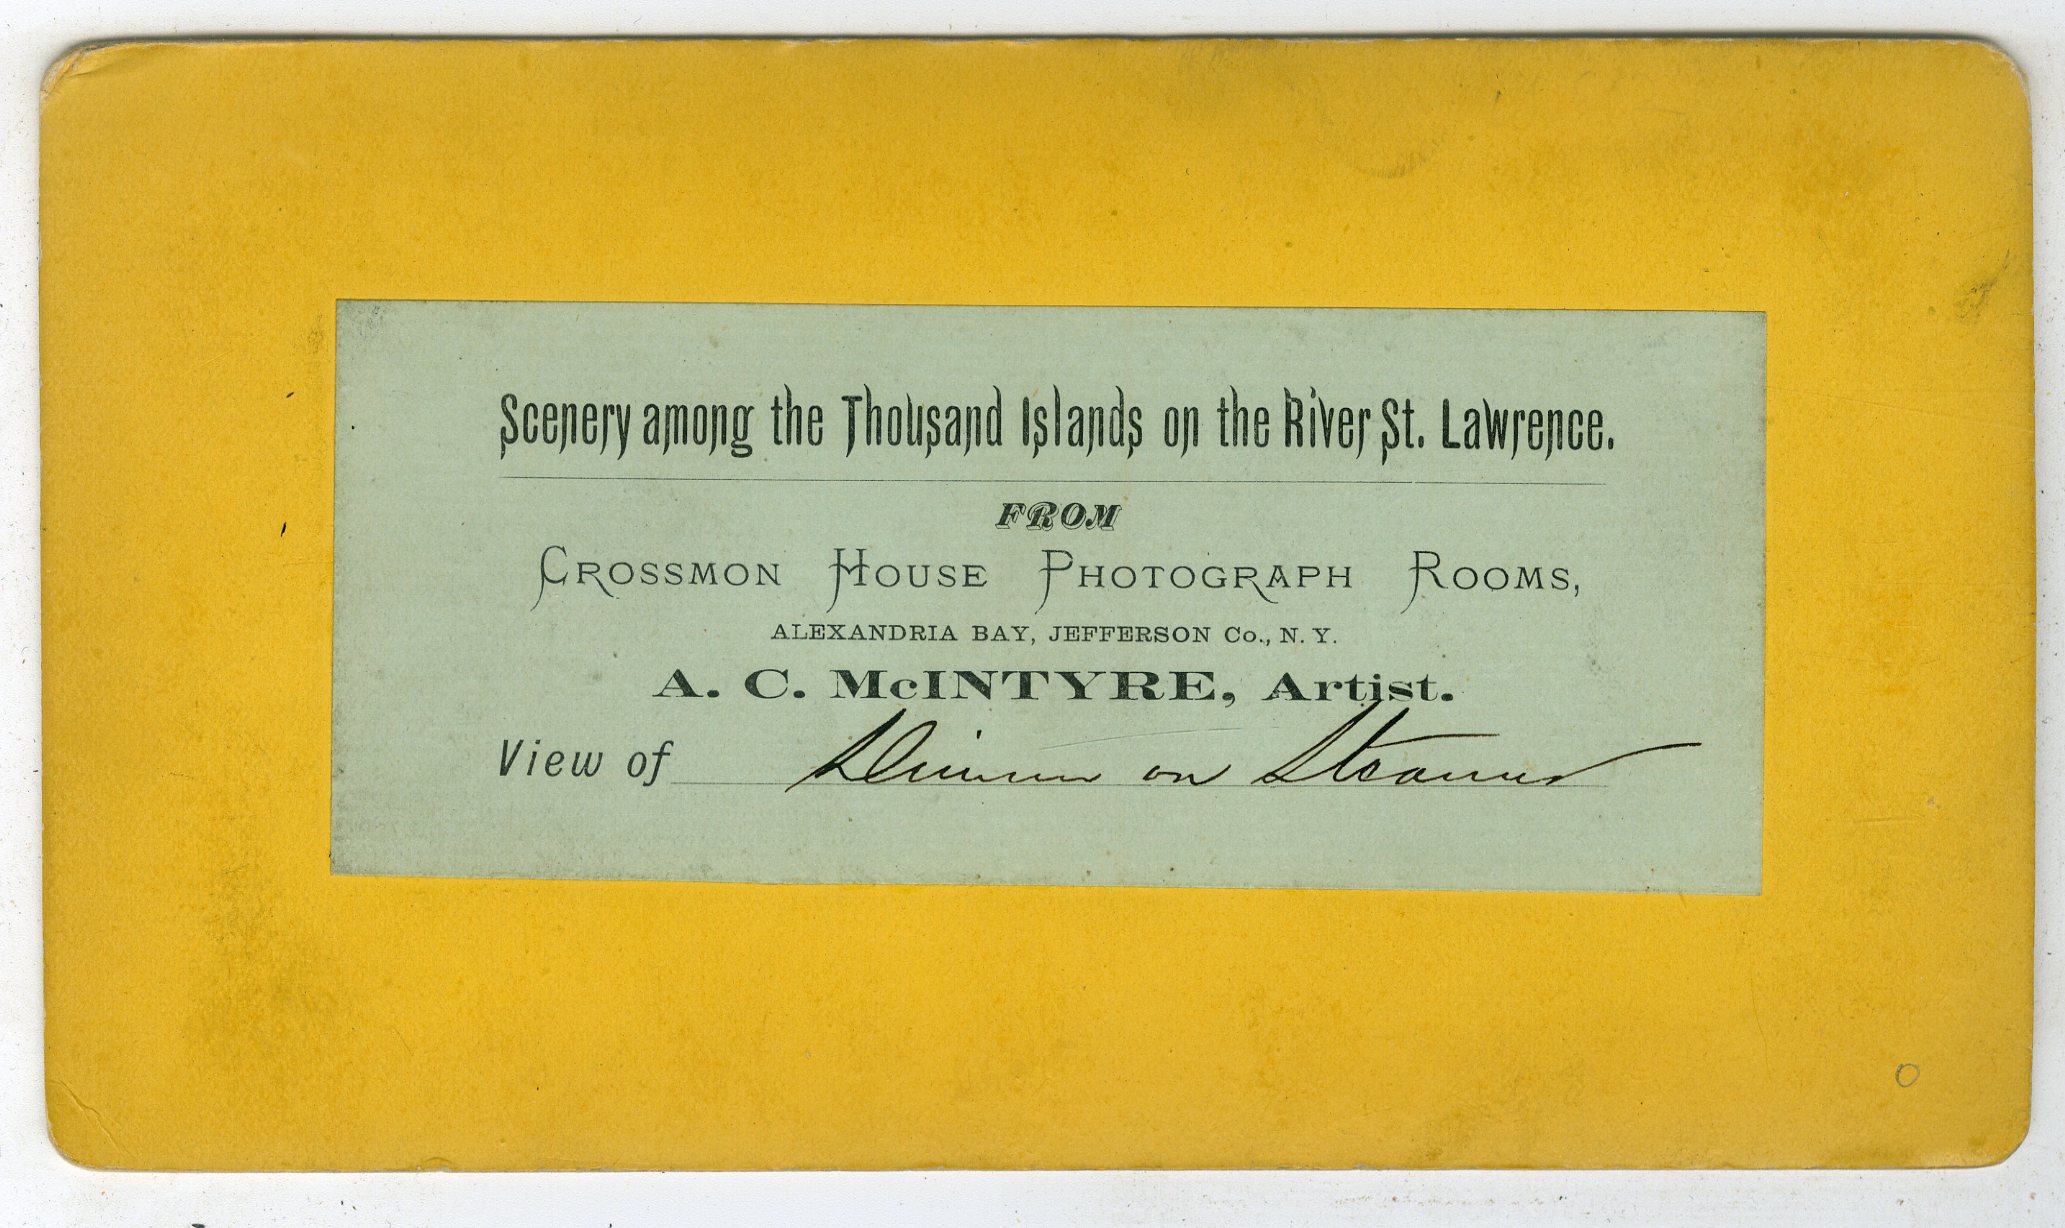 Scenery among the Thousand Islands on the River St. Lawrence.
FROM
CROSSMON HOUSE PHOTOGRAPH ROOMS,
ALEXANDRIA BAY, JEFFERSON Co., N. Y.
A. C. McINTYRE, Artist.
View of Dinner on Steamer
O